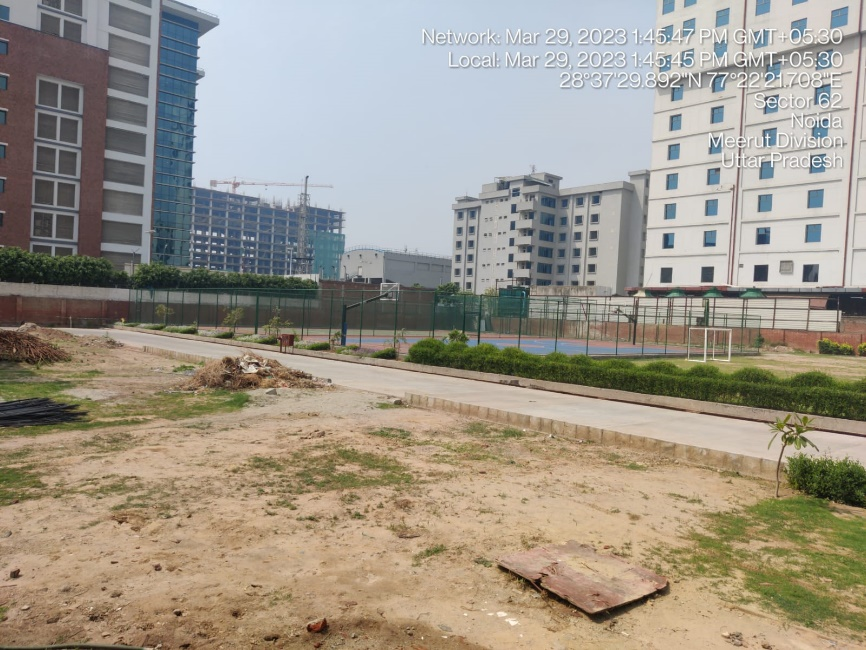 Network: Mar 29, 2023 1:45:47 PM GMT+05:30
Local: Mar 29, 2023 1:45:45 PM GMT+05:30
28°37'29.892"N 77°22'21.708"E
Sector 62
Noida
Meerut Division
Uttar Pradesh